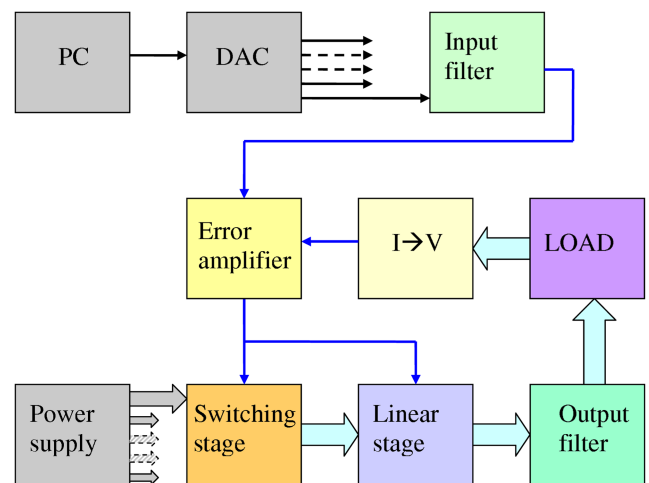 PC
DAC
Input
filter
Error
amplifier
I→V
LOAD
Power
supply
Switching
stage
Linear
stage
Output
filter